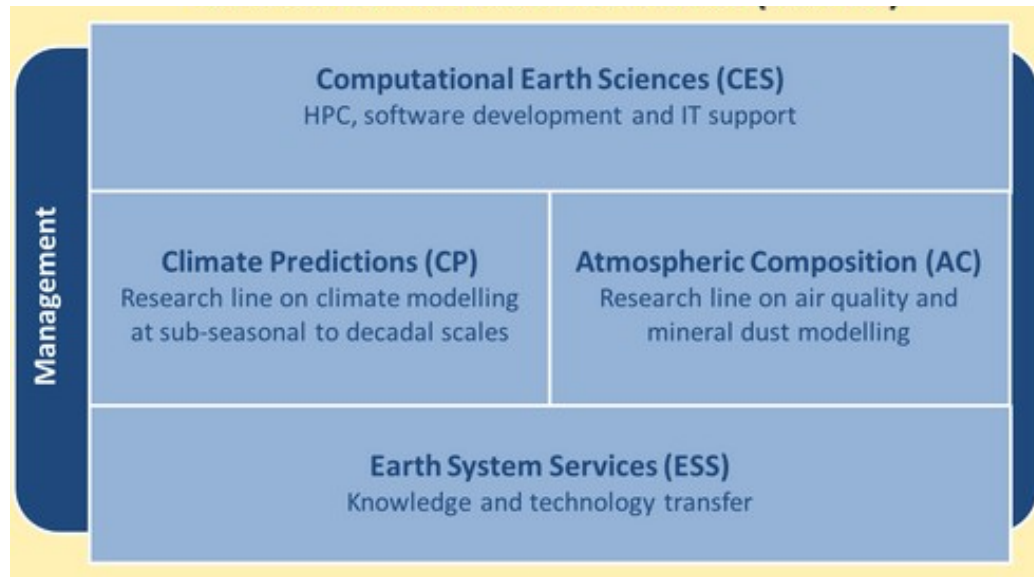 Computational Earth Sciences (CES)
HPC, software development and IT support
Management
Climate Predictions (CP)
Research line on climate modelling
at sub-seasonal to decadal scales
Atmospheric Composition (AC)
Research line on air quality and
mineral dust modelling
Earth System Services (ESS)
Knowledge and technology transfer